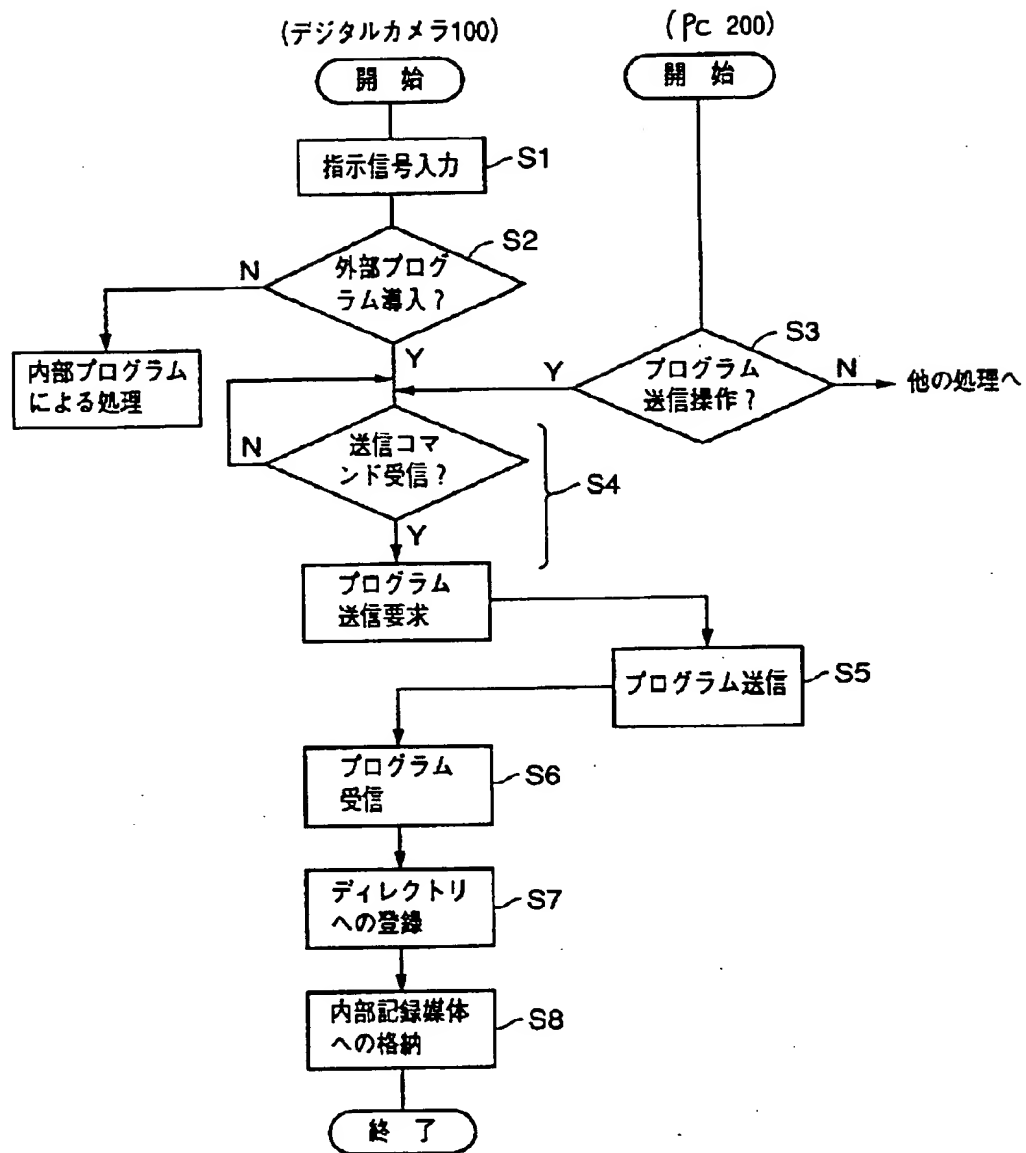 (デジタルカメラ100)
(PC 200)
開 始
開 始
指示信号入力
S1
S2
外部プログ
ラム導入?
N
Y
内部プログラム
による処理
S3
プログラム
送信操作?
Y
N
他の処理へ
送信コマ
ンド受信?
N
Y
S4
プログラム
送信要求
プログラム送信
S5
プログラム
受信
S6
ディレクトリ
への登録
S7
内部記録媒体
への格納
S8
終 了